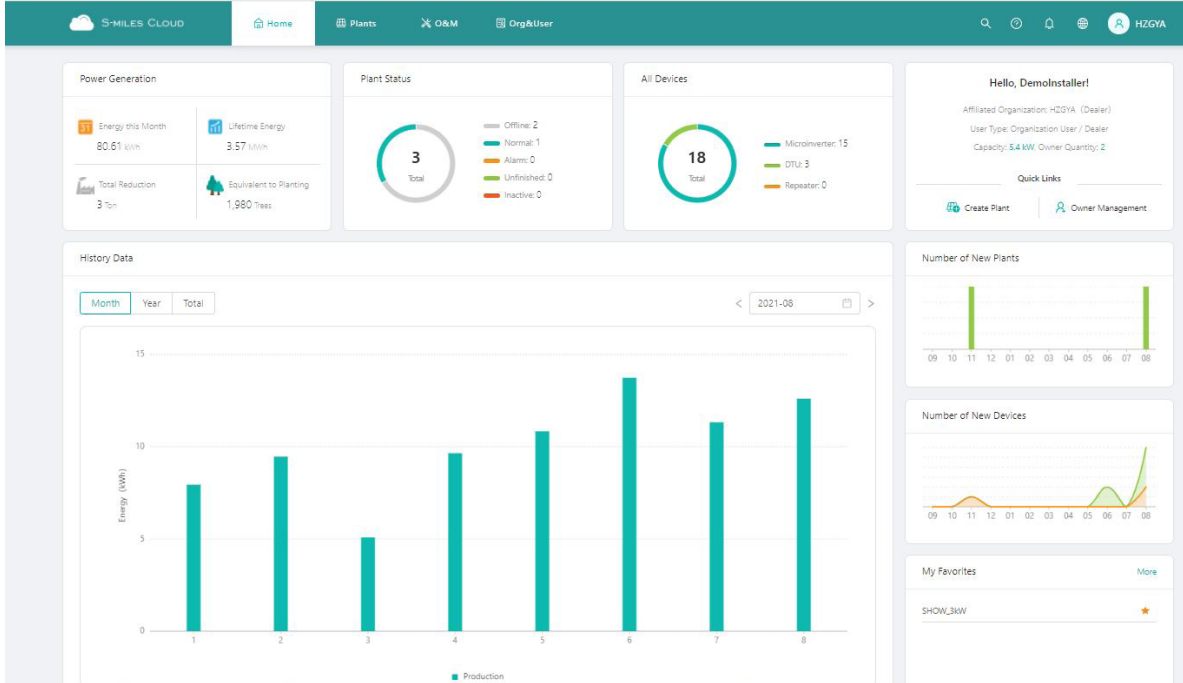 S-MILES CLOUD
Home
Plants
O&M
Org&User
HZGYA
Power Generation
31
Energy this Month
80.61 kWh
Lifetime Energy
3.57 MWh
Total Reduction
3 Ton
Equivalent to Planting
1,980 Trees
Plant Status
3
Total
Offline: 2
Normal: 1
Alarm: 0
Unfinished: 0
Inactive: 0
All Devices
18
Total
Microinverter: 15
DTU: 3
Repeater: 0
Hello, DemoInstaller!
Affiliated Organization: HZGYA (Dealer)
User Type: Organization User / Dealer
Capacity: 5.4 kW, Owner Quantity: 2
Quick Links
Create Plant
Owner Management
History Data
Month Year Total
< 2021-08 >
Energy (kWh)
15
10
5
0
1 2 3 4 5 6 7 8
Production
Number of New Plants
09 10 11 12 01 02 03 04 05 06 07 08
Number of New Devices
09 10 11 12 01 02 03 04 05 06 07 08
My Favorites More
SHOW_3kW